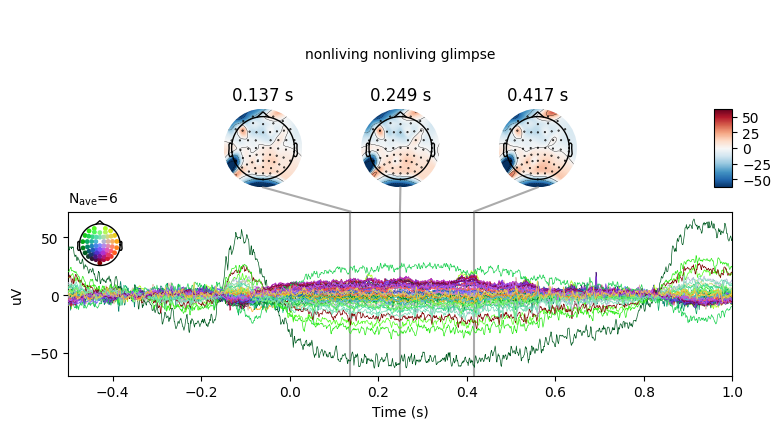 nonliving nonliving glimpse
0.137 s 0.249 s 0.417 s
50
25
0
−25
−50
Nave=6
50
0
−50
uV
−0.4 −0.2 0.0 0.2 0.4 0.6 0.8 1.0
Time (s)